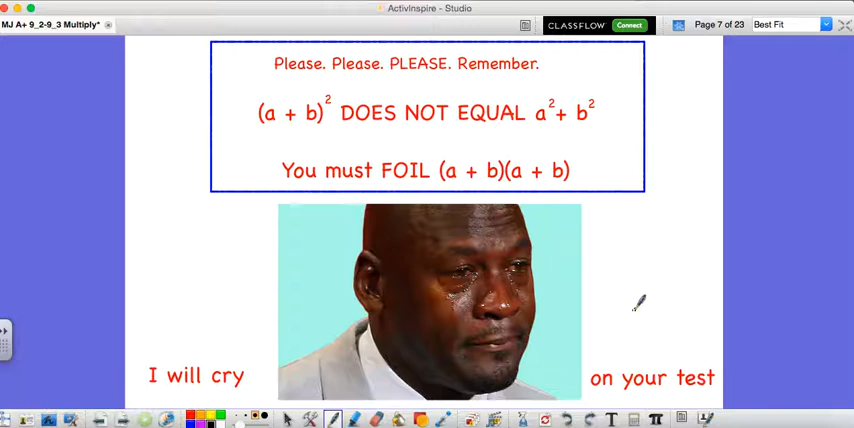 ActivInspire - Studio
MJ A+ 9_2-9_3 Multiply*
CLASSFLOW Connect
Page 7 of 23
Best Fit
Please. Please. PLEASE. Remember.
(a + b)² DOES NOT EQUAL a² + b²
You must FOIL (a + b)(a + b)
I will cry
on your test